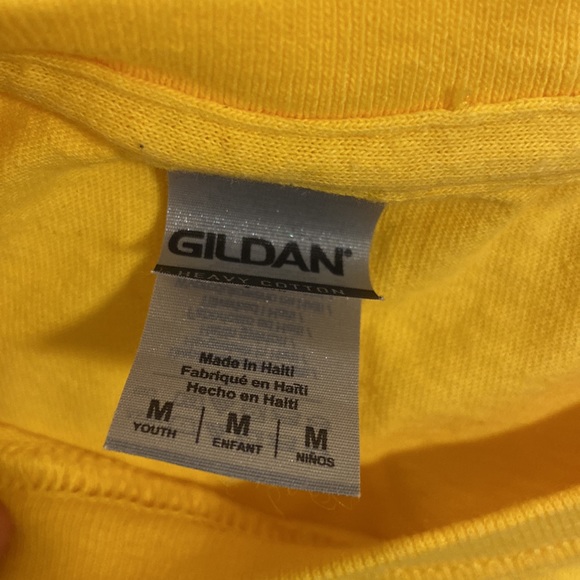 GILDAN®
HEAVY COTTON
Made in Haiti
Fabriqué en Haïti
Hecho en Haiti
M | M | M
YOUTH | ENFANT | NIÑOS